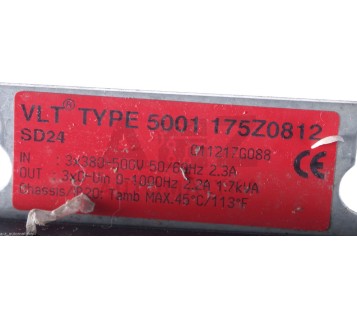 VLT® TYPE 5001 175Z0812
SD24
041217G088
IN : 3x380-500V 50/60Hz 2.3A
OUT : 3x0-Uin 0-1000Hz 2.2A 1.7kVA
Chassis/IP20: Tamb MAX.45°C/113°F
CE